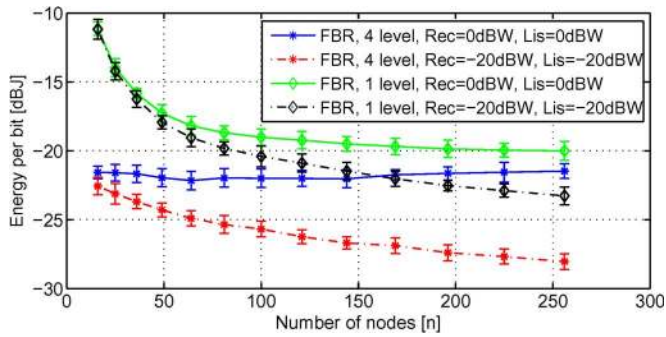 −10
−15
−20
−25
−30
0
50
100
150
200
250
300
Energy per bit [dBJ]
Number of nodes [n]
FBR, 4 level, Rec=0dBW, Lis=0dBW
FBR, 4 level, Rec=−20dBW, Lis=−20dBW
FBR, 1 level, Rec=0dBW, Lis=0dBW
FBR, 1 level, Rec=−20dBW, Lis=−20dBW